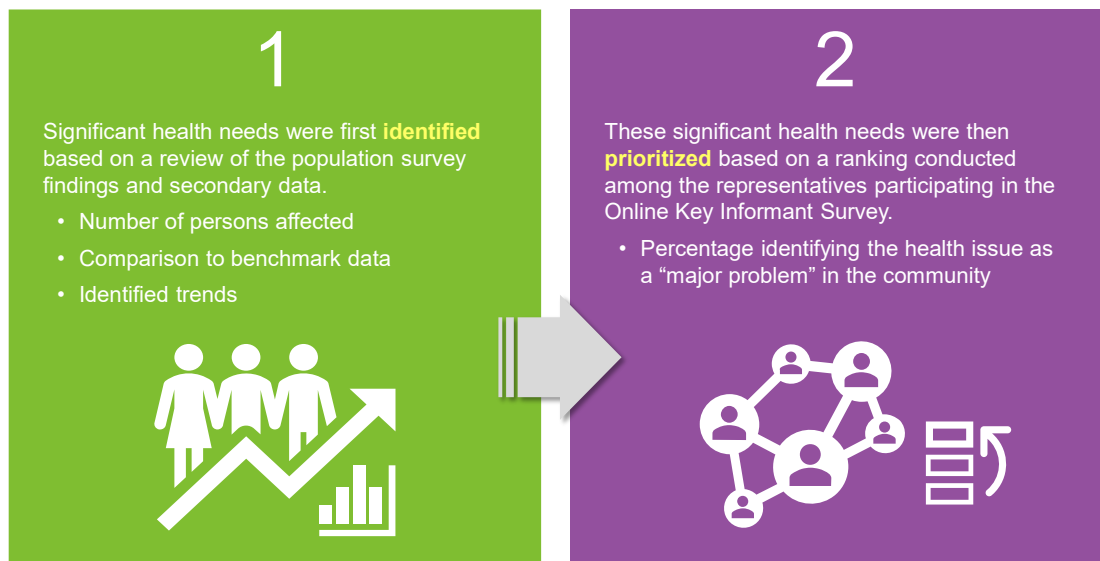 1
Significant health needs were first identified
based on a review of the population survey
findings and secondary data.
• Number of persons affected
• Comparison to benchmark data
• Identified trends
2
These significant health needs were then
prioritized based on a ranking conducted
among the representatives participating in the
Online Key Informant Survey.
• Percentage identifying the health issue as
a “major problem” in the community